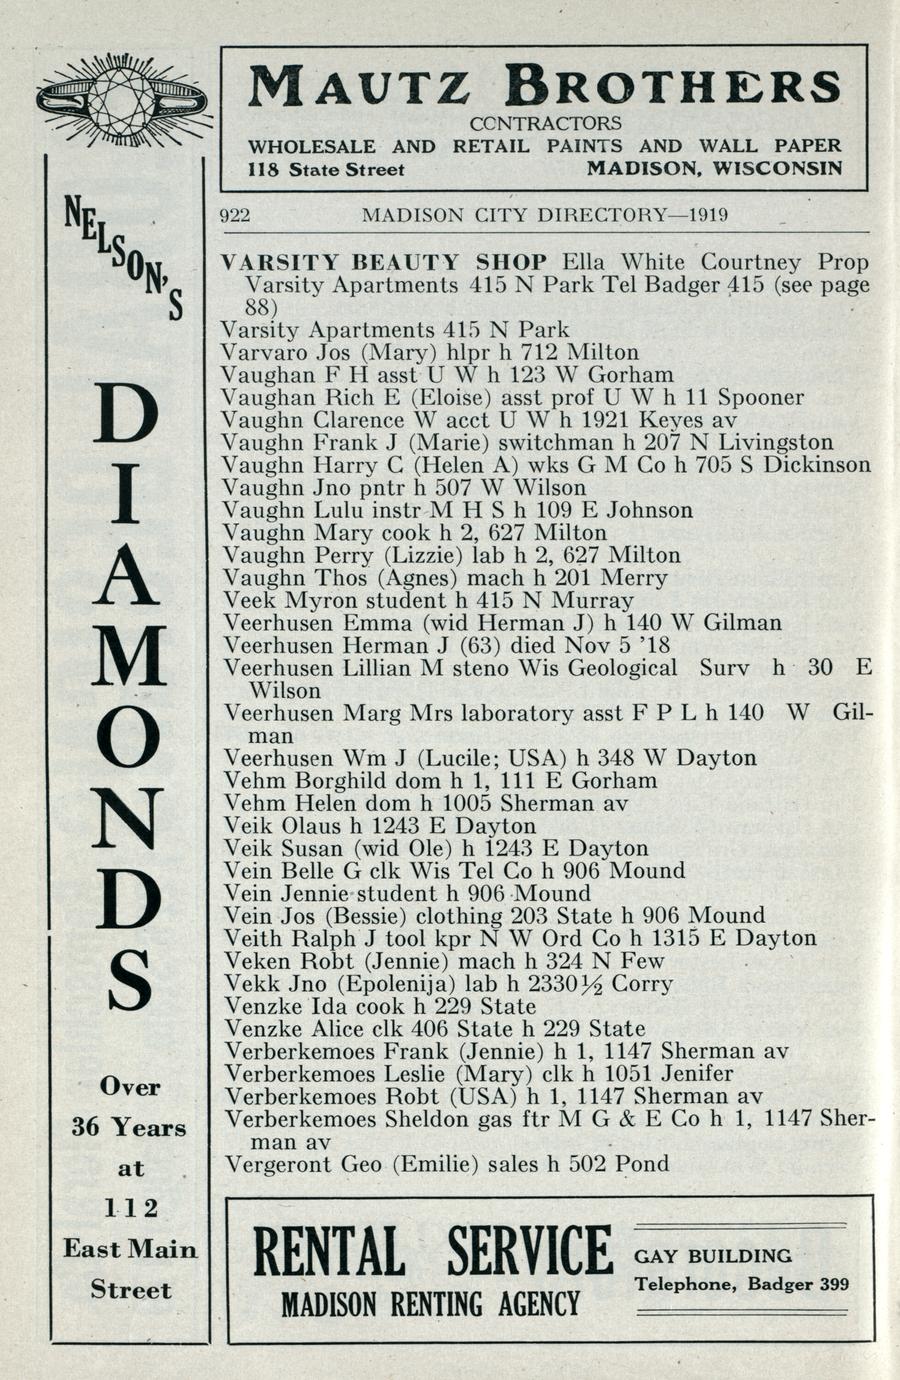 MAUTZ BROTHERS
CONTRACTORS
WHOLESALE AND RETAIL PAINTS AND WALL PAPER
118 State Street MADISON, WISCONSIN
NELSON'S
DIAMONDS
Over
36 Years
at
112
East Main
Street
922 MADISON CITY DIRECTORY—1919
VARSITY BEAUTY SHOP Ella White Courtney Prop
Varsity Apartments 415 N Park Tel Badger 415 (see page
88)
Varsity Apartments 415 N Park
Varvaro Jos (Mary) hlpr h 712 Milton
Vaughan F H asst U W h 123 W Gorham
Vaughan Rich E (Eloise) asst prof U W h 11 Spooner
Vaughn Clarence W acct U W h 1921 Keyes av
Vaughn Frank J (Marie) switchman h 207 N Livingston
Vaughn Harry C (Helen A) wks G M Co h 705 S Dickinson
Vaughn Jno pntr h 507 W Wilson
Vaughn Lulu instr M H S h 109 E Johnson
Vaughn Mary cook h 2, 627 Milton
Vaughn Perry (Lizzie) lab h 2, 627 Milton
Vaughn Thos (Agnes) mach h 201 Merry
Veek Myron student h 415 N Murray
Veerhusen Emma (wid Herman J) h 140 W Gilman
Veerhusen Herman J (63) died Nov 5 '18
Veerhusen Lillian M steno Wis Geological Surv h 30 E
Wilson
Veerhusen Marg Mrs laboratory asst F P L h 140 W Gil-
man
Veerhusen Wm J (Lucile; USA) h 348 W Dayton
Vehm Borghild dom h 1, 111 E Gorham
Vehm Helen dom h 1005 Sherman av
Veik Olaus h 1243 E Dayton
Veik Susan (wid Ole) h 1243 E Dayton
Vein Belle G clk Wis Tel Co h 906 Mound
Vein Jennie student h 906 Mound
Vein Jos (Bessie) clothing 203 State h 906 Mound
Veith Ralph J tool kpr N W Ord Co h 1315 E Dayton
Veken Robt (Jennie) mach h 324 N Few
Vekk Jno (Epolenija) lab h 2330½ Corry
Venzke Ida cook h 229 State
Venzke Alice clk 406 State h 229 State
Verberkemoes Frank (Jennie) h 1, 1147 Sherman av
Verberkemoes Leslie (Mary) clk h 1051 Jenifer
Verberkemoes Robt (USA) h 1, 1147 Sherman av
Verberkemoes Sheldon gas ftr M G & E Co h 1, 1147 Sher-
man av
Vergeront Geo (Emilie) sales h 502 Pond
RENTAL SERVICE
MADISON RENTING AGENCY
GAY BUILDING
Telephone, Badger 399